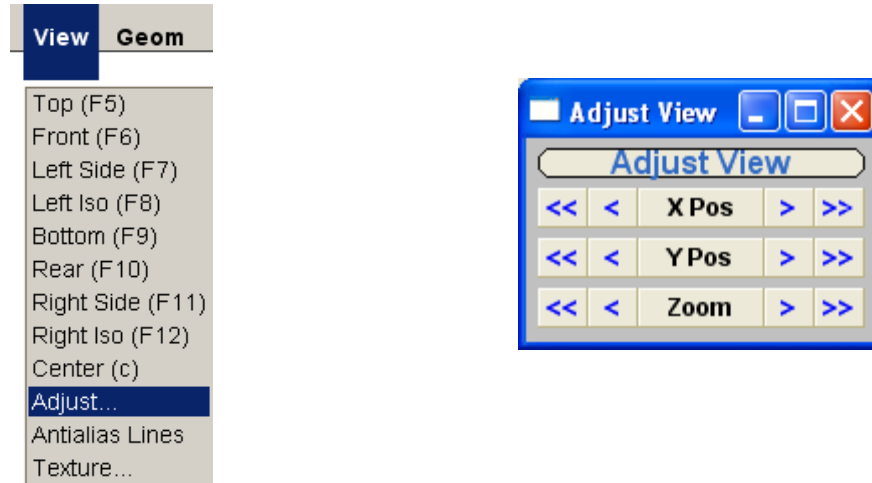 View Geom
Top (F5)
Front (F6)
Left Side (F7)
Left Iso (F8)
Bottom (F9)
Rear (F10)
Right Side (F11)
Right Iso (F12)
Center (c)
Adjust...
Antialias Lines
Texture...
Adjust View
Adjust View
<< < X Pos > >>
<< < Y Pos > >>
<< < Zoom > >>